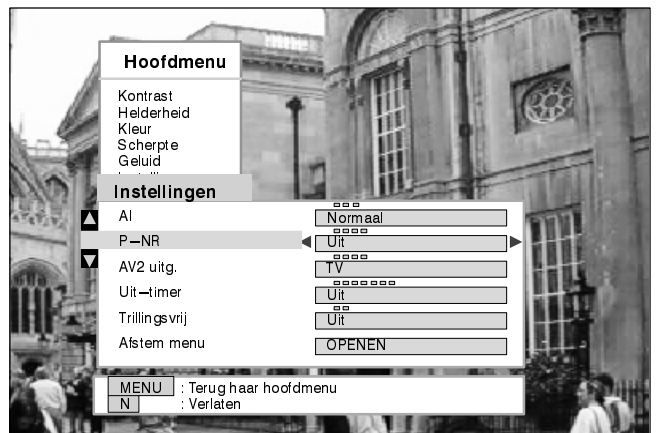 Hoofdmenu
Kontrast
Helderheid
Kleur
Scherpte
Geluid
Instellingen
AI Normaal
P-NR Uit
AV2 uitg. TV
Uit-timer Uit
Trillingsvrij Uit
Afstem menu OPENEN
MENU : Terug haar hoofdmenu
N : Verlaten